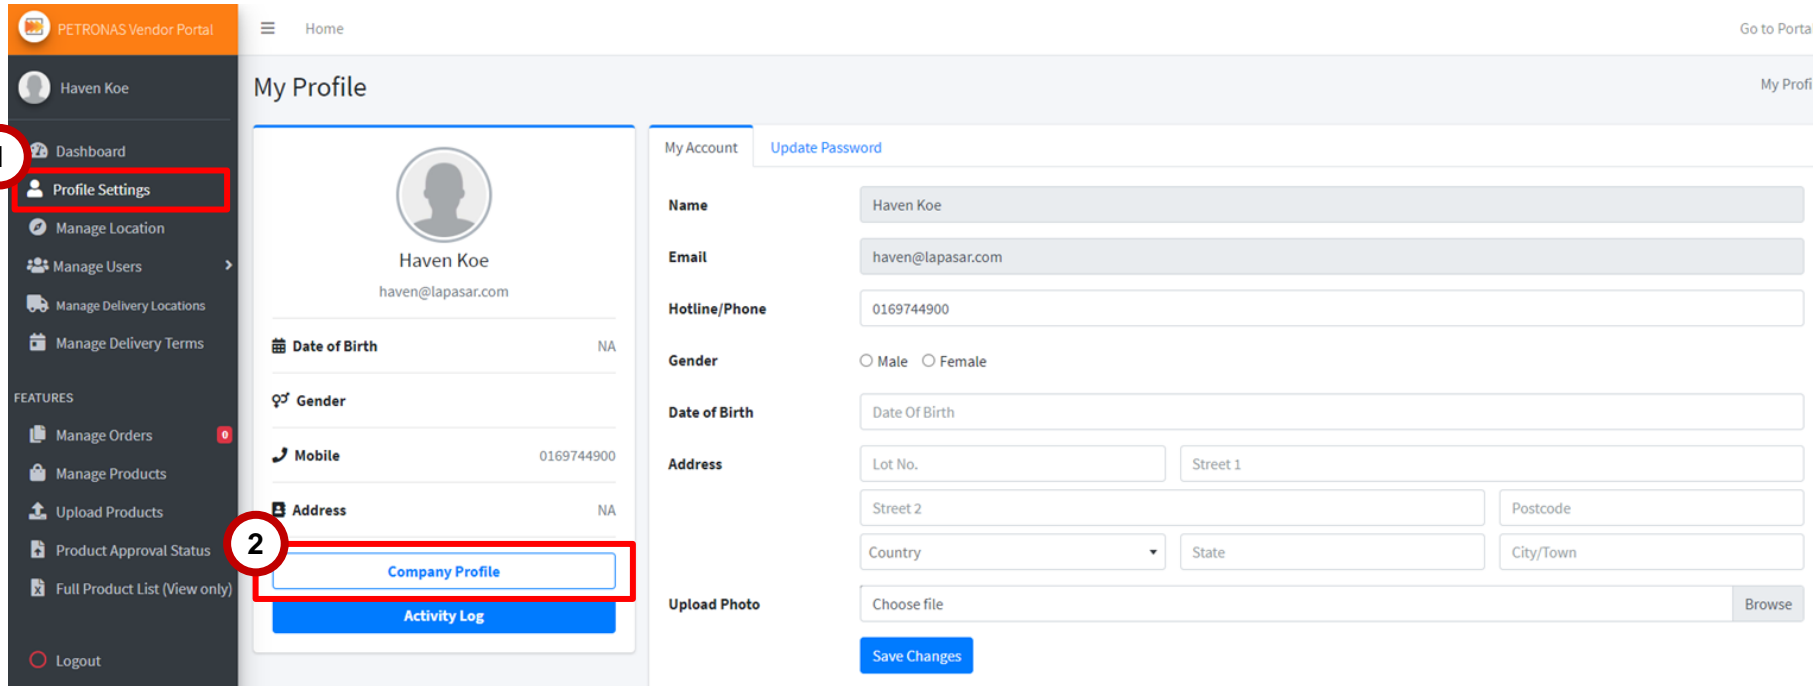 PETRONAS Vendor Portal
Home
Go to Portal
Haven Koe
My Profile
My Profi
1
Dashboard
Profile Settings
Manage Location
Manage Users
Manage Delivery Locations
Manage Delivery Terms
FEATURES
Manage Orders 0
Manage Products
Upload Products
Product Approval Status
Full Product List (View only)
Logout
Haven Koe
haven@lapasar.com
Date of Birth NA
Gender
Mobile 0169744900
Address NA
2
Company Profile
Activity Log
My Account Update Password
Name Haven Koe
Email haven@lapasar.com
Hotline/Phone 0169744900
Gender Male Female
Date of Birth Date Of Birth
Address Lot No. Street 1
Street 2 Postcode
Country State City/Town
Upload Photo Choose file Browse
Save Changes